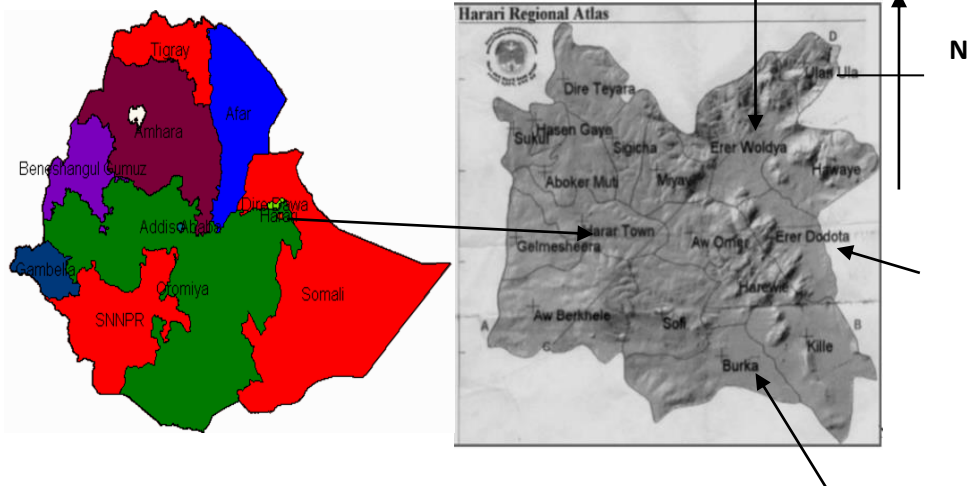 Tigray
Afar
Amhara
Beneshangul Gumuz
Dire Dawa
Harari
Addis Ababa
Gambella
Oromiya
Somali
SNNPR
Harari Regional Atlas
N
D
Ulan Ula
Dire Teyara
Hasen Gaye
Sukul
Sigicha
Erer Woldya
Hawaye
Aboker Muti
Miyay
Harar Town
Gelmesheera
Aw Omer
Erer Dodota
Harewie
Aw Berkhele
Sofi
A
B
C
Kille
Burka